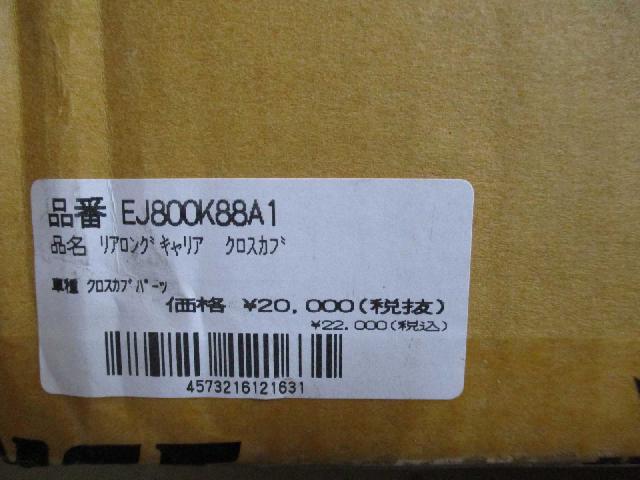 品番 EJ800K88A1
品名 ﾘｱﾛﾝｸﾞｷｬﾘｱ ｸﾛｽｶﾌﾞ
車種 ｸﾛｽｶﾌﾞﾊﾟｰﾂ
価格 ¥20,000(税抜)
¥22,000(税込)
4573216121631